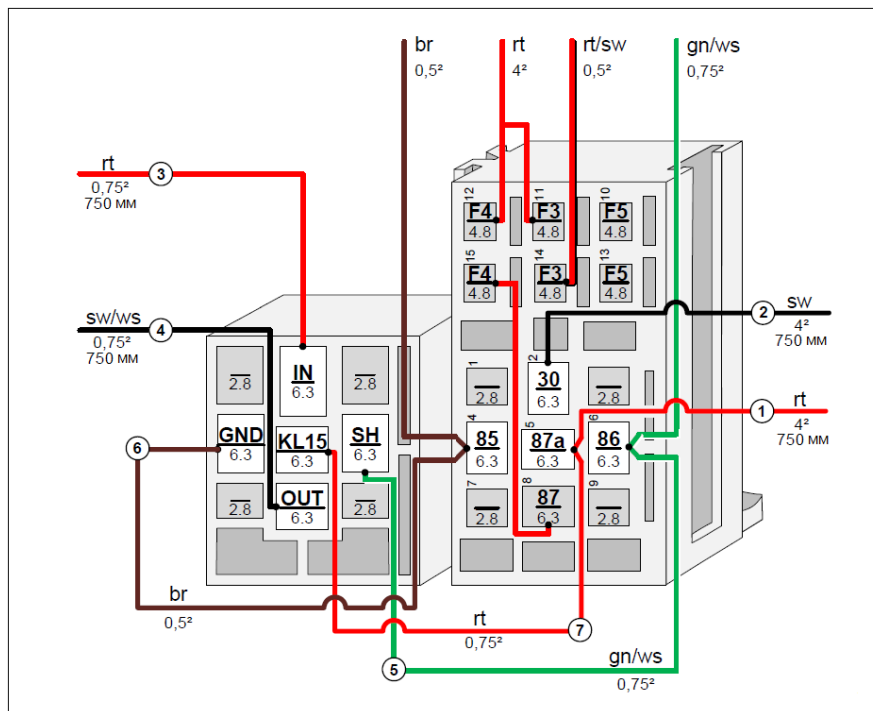 br
0,5²
rt
4²
rt/sw
0,5²
gn/ws
0,75²
rt
3
0,75²
750 мм
12
11
10
F4
4.8
F3
4.8
F5
4.8
15
14
13
F4
4.8
F3
4.8
F5
4.8
sw/ws
4
0,75²
750 мм
2
sw
4²
750 мм
2.8
IN
6.3
2.8
1
2.8
2
30
6.3
2.8
1
rt
4²
750 мм
6
GND
6.3
KL15
6.3
SH
6.3
4
85
6.3
5
87a
6.3
6
86
6.3
2.8
OUT
6.3
2.8
7
2.8
8
87
6.3
9
2.8
br
0,5²
rt
0,75²
7
5
gn/ws
0,75²